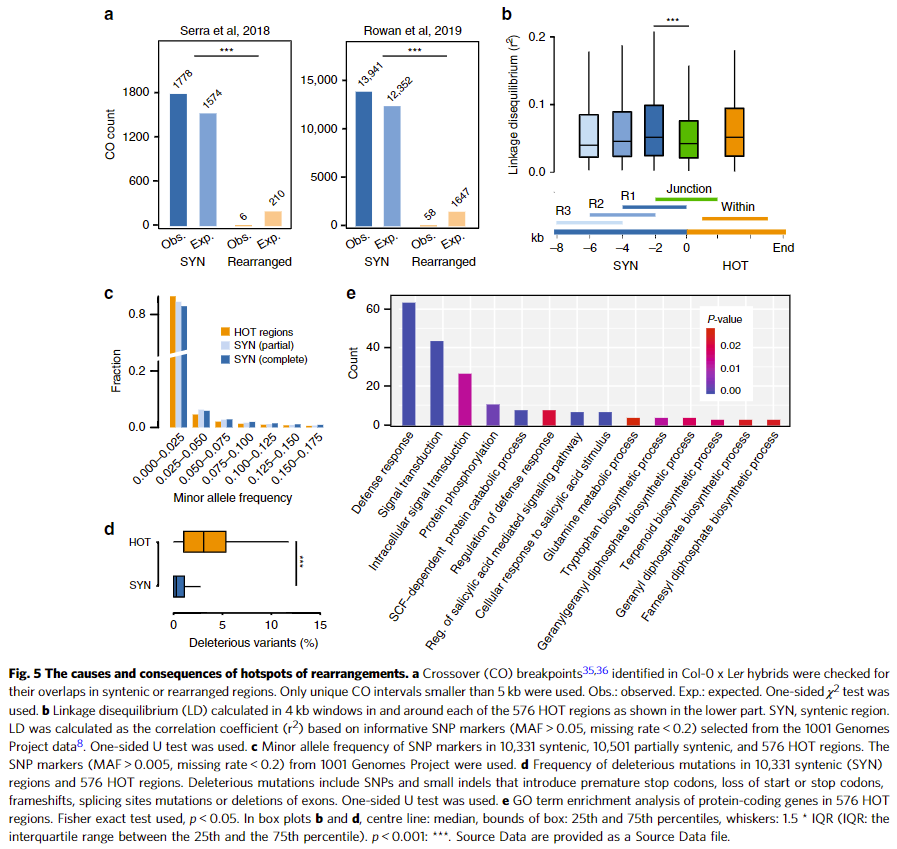 a
Serra et al, 2018
Rowan et al, 2019
***
***
1778
1574
6
210
13,941
12,352
58
1647
CO count
1800
1200
600
0
15,000
10,000
5000
0
Obs.
Exp.
Obs.
Exp.
SYN
Rearranged
Obs.
Exp.
Obs.
Exp.
SYN
Rearranged
b
***
Linkage disequilibrium (r²)
0.2
0.1
0.0
R3
R2
R1
Junction
Within
kb
−8
−6
−4
−2
0
End
SYN
HOT
c
Fraction
0.8
0.2
0.0
HOT regions
SYN (partial)
SYN (complete)
0.000–0.025
0.025–0.050
0.050–0.075
0.075–0.100
0.100–0.125
0.125–0.150
0.150–0.175
Minor allele frequency
d
HOT
SYN
***
0
5
10
15
Deleterious variants (%)
e
Count
60
40
20
0
P-value
0.02
0.01
0.00
Defense response
Signal transduction
Intracellular signal transduction
Protein phosphorylation
SCF−dependent protein catabolic process
Regulation of defense response
Reg. of salicylic acid mediated signaling pathway
Cellular response to salicylic acid stimulus
Glutamine metabolic process
Tryptophan biosynthetic process
Geranylgeranyl diphosphate biosynthetic process
Terpenoid biosynthetic process
Geranyl diphosphate biosynthetic process
Farnesyl diphosphate biosynthetic process
Fig. 5 The causes and consequences of hotspots of rearrangements. a Crossover (CO) breakpoints35,36 identified in Col-0 x Ler hybrids were checked for
their overlaps in syntenic or rearranged regions. Only unique CO intervals smaller than 5 kb were used. Obs.: observed. Exp.: expected. One-sided χ² test was
used. b Linkage disequilibrium (LD) calculated in 4 kb windows in and around each of the 576 HOT regions as shown in the lower part. SYN, syntenic region.
LD was calculated as the correlation coefficient (r²) based on informative SNP markers (MAF > 0.05, missing rate < 0.2) selected from the 1001 Genomes
Project data8. One-sided U test was used. c Minor allele frequency of SNP markers in 10,331 syntenic, 10,501 partially syntenic, and 576 HOT regions. The
SNP markers (MAF > 0.005, missing rate < 0.2) from 1001 Genomes Project were used. d Frequency of deleterious mutations in 10,331 syntenic (SYN)
regions and 576 HOT regions. Deleterious mutations include SNPs and small indels that introduce premature stop codons, loss of start or stop codons,
frameshifts, splicing sites mutations or deletions of exons. One-sided U test was used. e GO term enrichment analysis of protein-coding genes in 576 HOT
regions. Fisher exact test used, p < 0.05. In box plots b and d, centre line: median, bounds of box: 25th and 75th percentiles, whiskers: 1.5 * IQR (IQR: the
interquartile range between the 25th and the 75th percentile). p < 0.001: ***. Source Data are provided as a Source Data file.